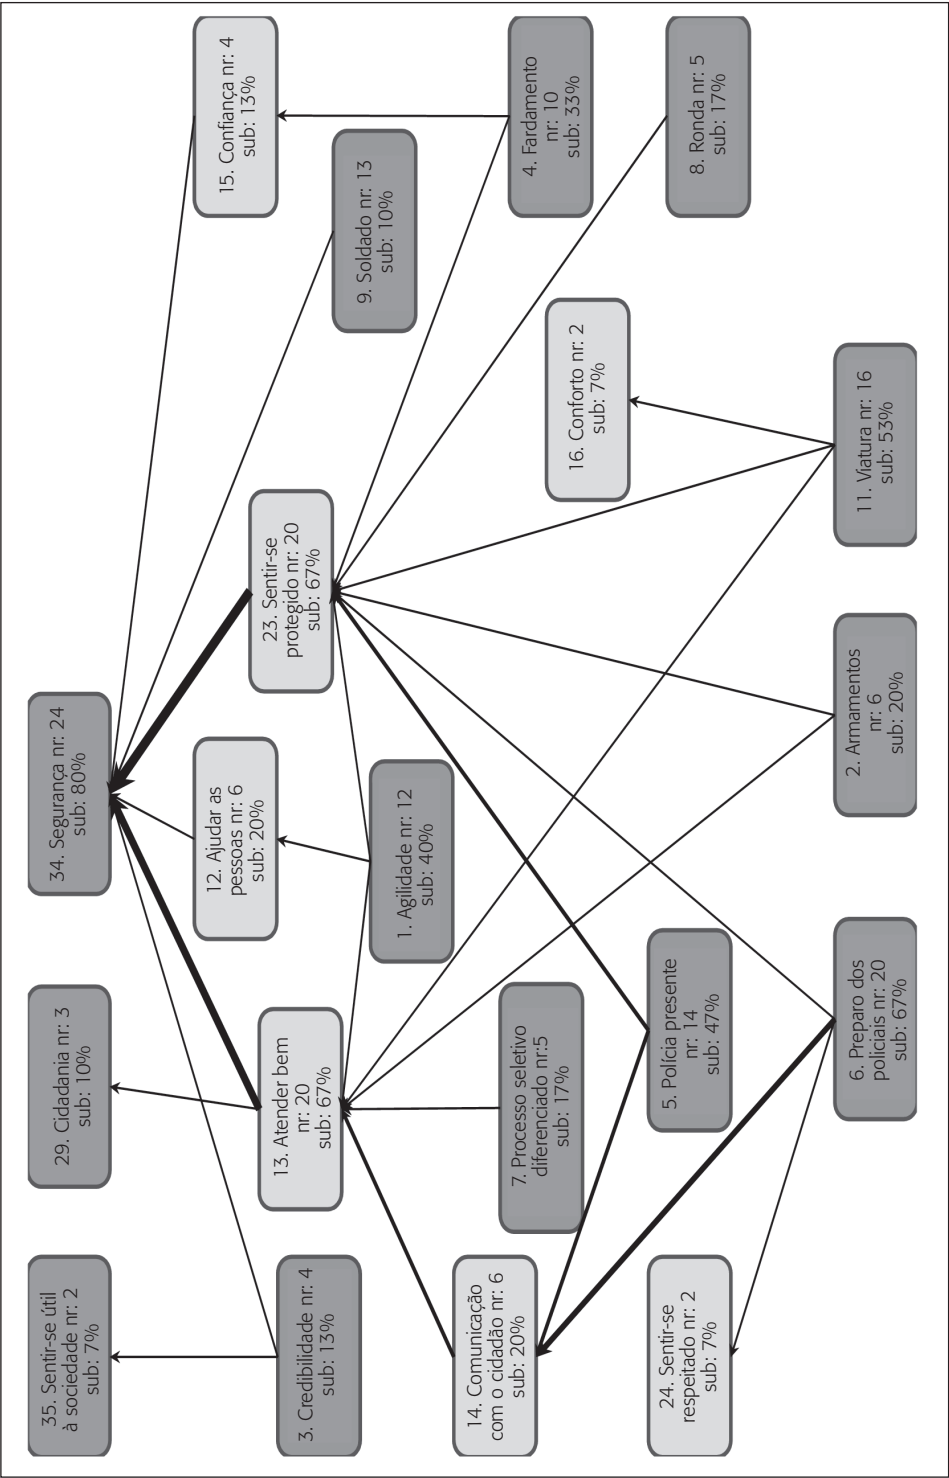 35. Sentir-se útil
à sociedade nr: 2
sub: 7%
29. Cidadania nr: 3
sub: 10%
34. Segurança nr: 24
sub: 80%
3. Credibilidade nr: 4
sub: 13%
13. Atender bem
nr: 20
sub: 67%
12. Ajudar as
pessoas nr: 6
sub: 20%
23. Sentir-se
protegido nr: 20
sub: 67%
15. Confiança nr: 4
sub: 13%
1. Agilidade nr: 12
sub: 40%
9. Soldado nr: 13
sub: 10%
14. Comunicação
com o cidadão nr: 6
sub: 20%
7. Processo seletivo
diferenciado nr:5
sub: 17%
16. Conforto nr: 2
sub: 7%
4. Fardamento
nr: 10
sub: 33%
24. Sentir-se
respeitado nr: 2
sub: 7%
5. Polícia presente
nr: 14
sub: 47%
8. Ronda nr: 5
sub: 17%
6. Preparo dos
policiais nr: 20
sub: 67%
2. Armamentos
nr: 6
sub: 20%
11. Viatura nr: 16
sub: 53%